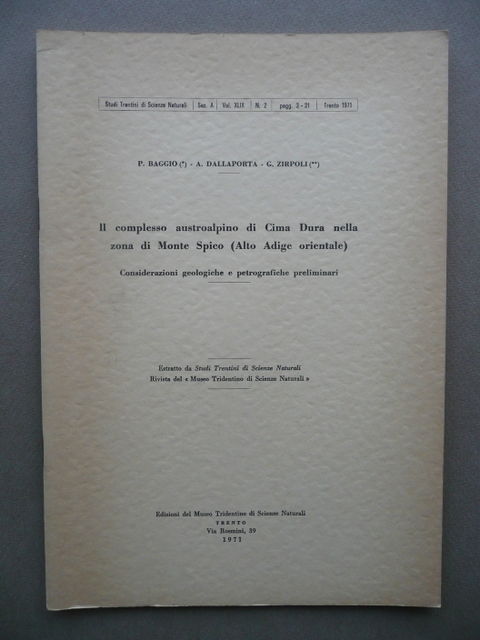 Studi Trentini di Scienze Naturali | Sez. A | Vol. XLIX | N. 2 | pagg. 3 - 21 | Trento 1971
P. BAGGIO (*) - A. DALLAPORTA - G. ZIRPOLI (**)
Il complesso austroalpino di Cima Dura nella
zona di Monte Spico (Alto Adige orientale)
Considerazioni geologiche e petrografiche preliminari
Estratto da Studi Trentini di Scienze Naturali
Rivista del « Museo Tridentino di Scienze Naturali »
Edizioni del Museo Tridentino di Scienze Naturali
TRENTO
Via Rosmini, 39
1971